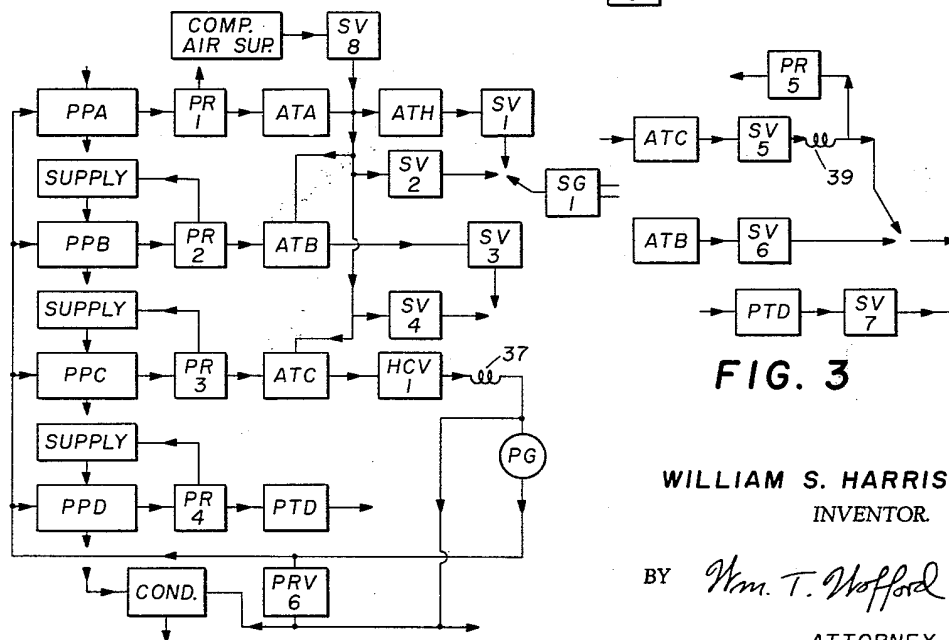 COMP.
AIR SUP.
SV
8
PPA
PR
1
ATA
ATH
SV
1
SUPPLY
SV
2
SG
1
PPB
PR
2
ATB
SV
3
SUPPLY
SV
4
PPC
PR
3
ATC
HCV
1
37
SUPPLY
PG
PPD
PR
4
PTD
COND.
PRV
6
PR
5
ATC
SV
5
39
ATB
SV
6
PTD
SV
7
FIG. 3
WILLIAM S. HARRIS
INVENTOR.
BY Wm. T. Wofford
ATTORNEY